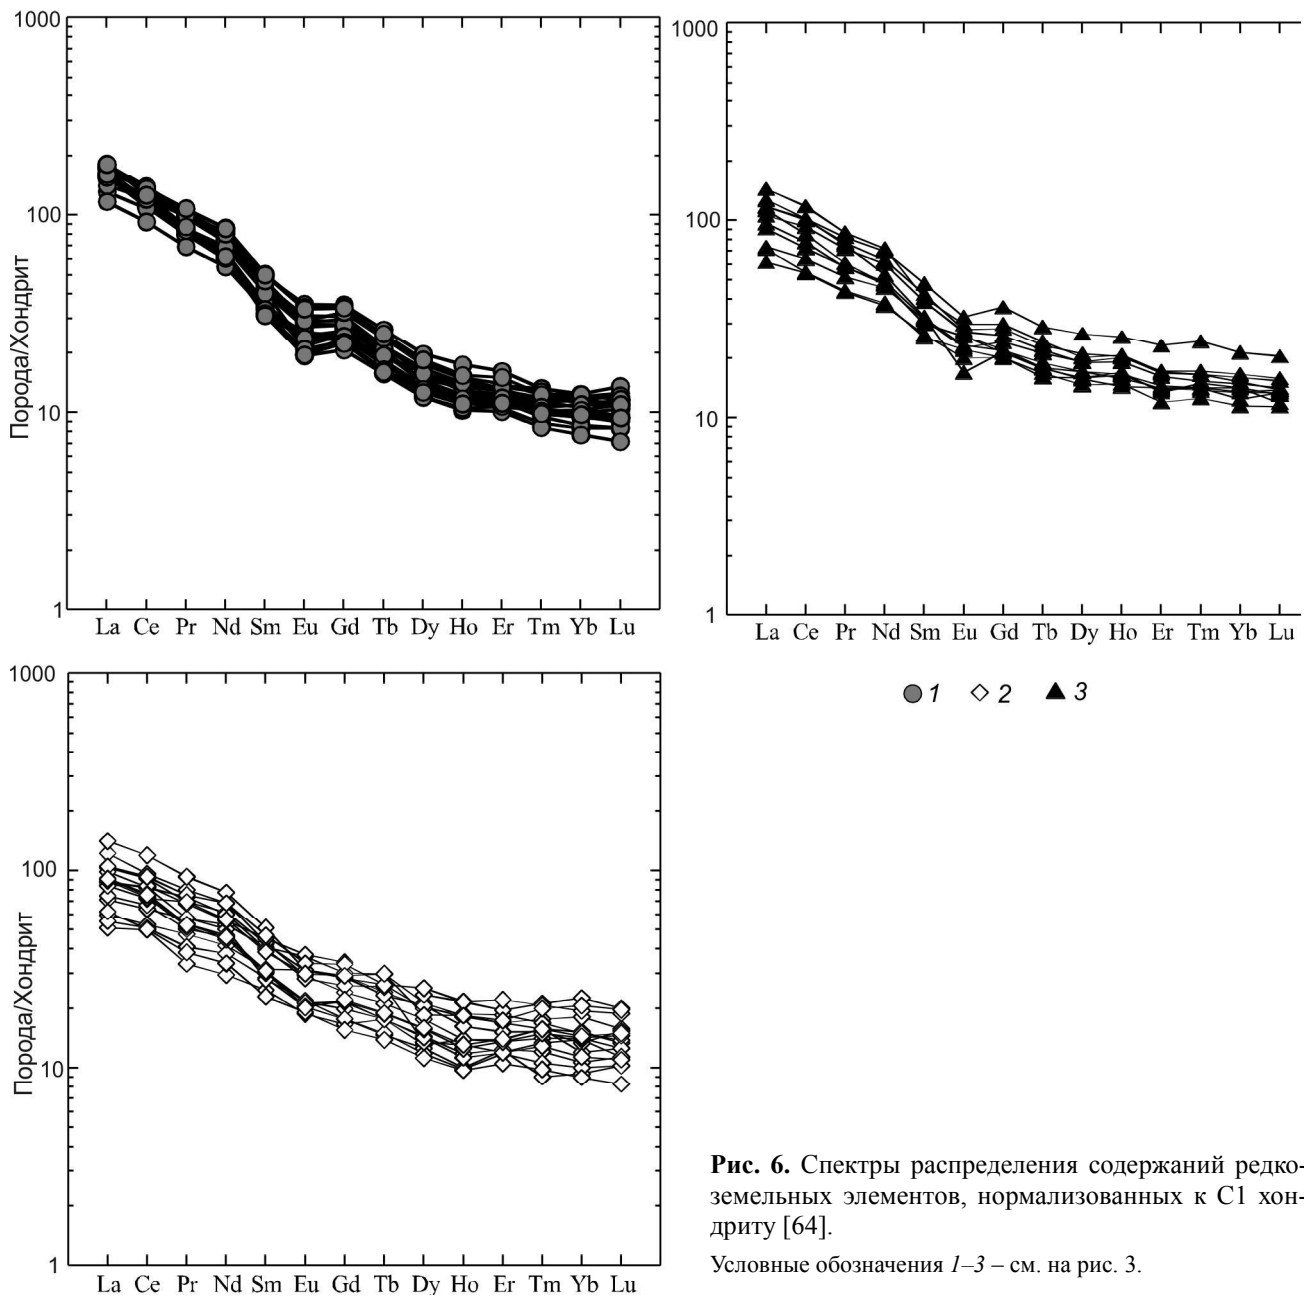 1000
100
10
1
Порода/Хондрит
La Ce Pr Nd Sm Eu Gd Tb Dy Ho Er Tm Yb Lu
1000
100
10
1
La Ce Pr Nd Sm Eu Gd Tb Dy Ho Er Tm Yb Lu
1 2 3
1000
100
10
1
Порода/Хондрит
La Ce Pr Nd Sm Eu Gd Tb Dy Ho Er Tm Yb Lu
Рис. 6. Спектры распределения содержаний редко-
земельных элементов, нормализованных к С1 хон-
дриту [64].
Условные обозначения 1–3 – см. на рис. 3.